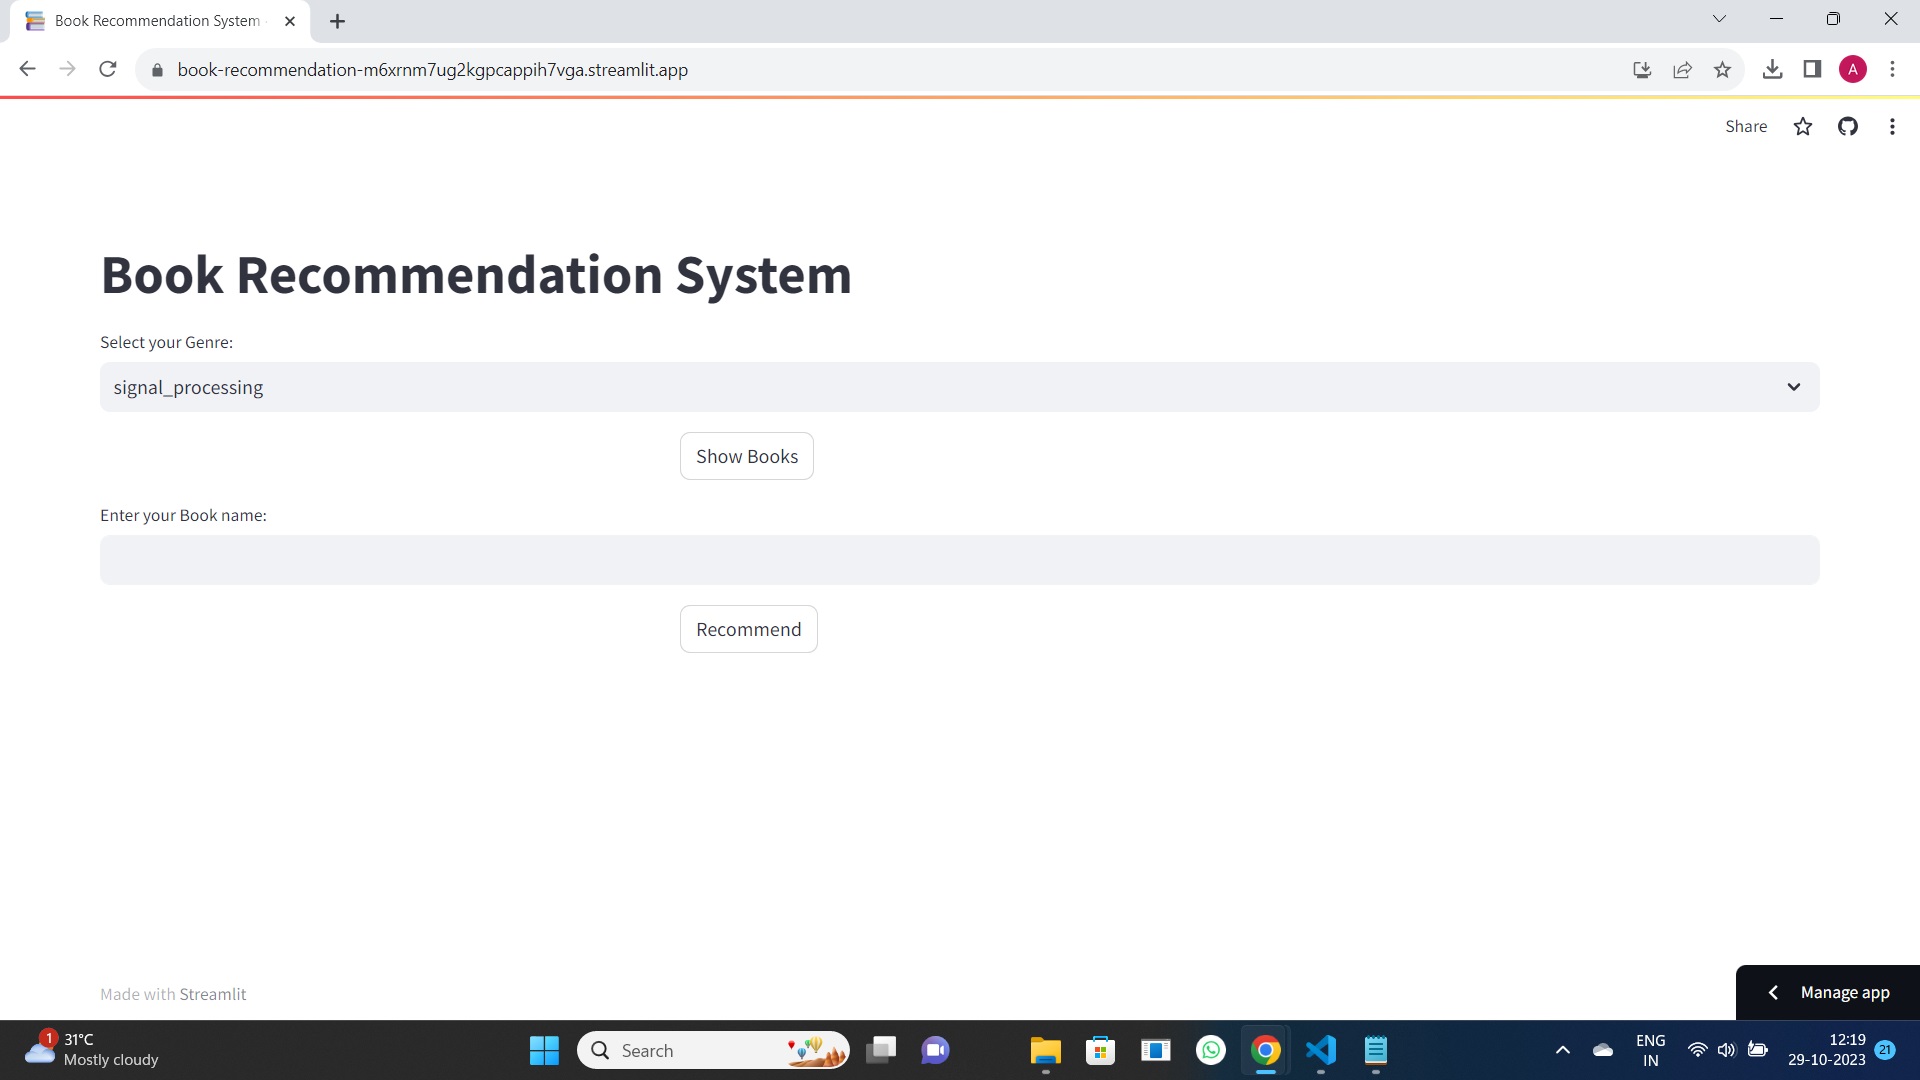 Book Recommendation System
book-recommendation-m6xrnm7ug2kgpcappih7vga.streamlit.app
A
Share
Book Recommendation System
Select your Genre:
signal_processing
Show Books
Enter your Book name:
Recommend
Made with Streamlit
Manage app
1
31°C
Mostly cloudy
Search
ENG
IN
12:19
29-10-2023
21